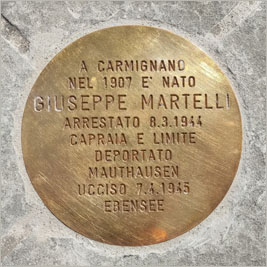 A CARMIGNANO
NEL 1907 E' NATO
GIUSEPPE MARTELLI
ARRESTATO 8.3.1944
CAPRAIA E LIMITE
DEPORTATO
MAUTHAUSEN
UCCISO 7.4.1945
EBENSEE